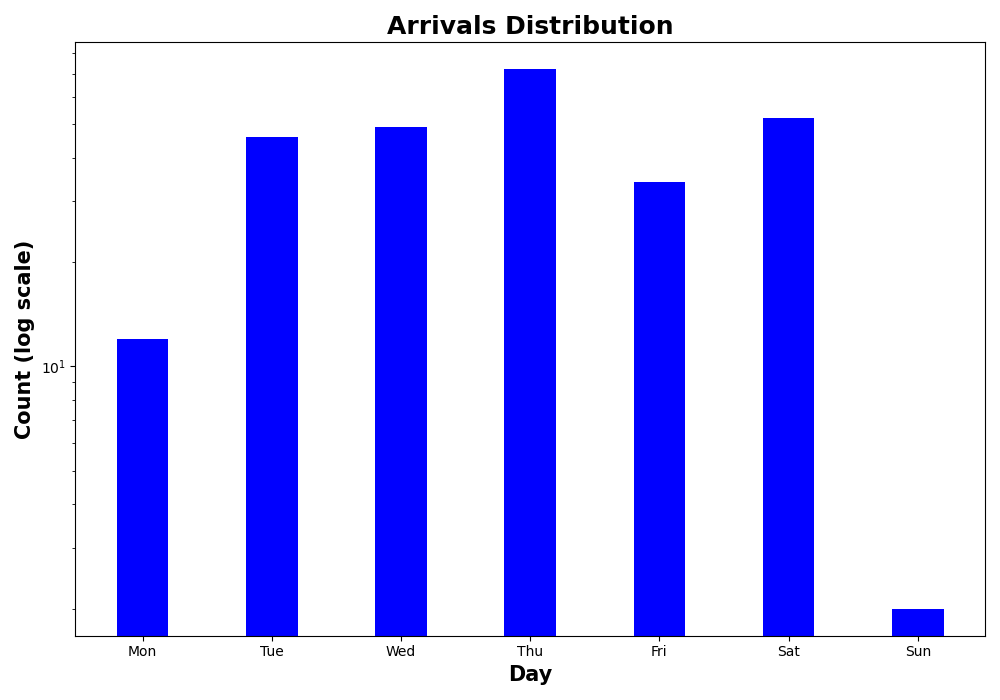 Arrivals Distribution
Count (log scale)
10¹
Mon Tue Wed Thu Fri Sat Sun
Day